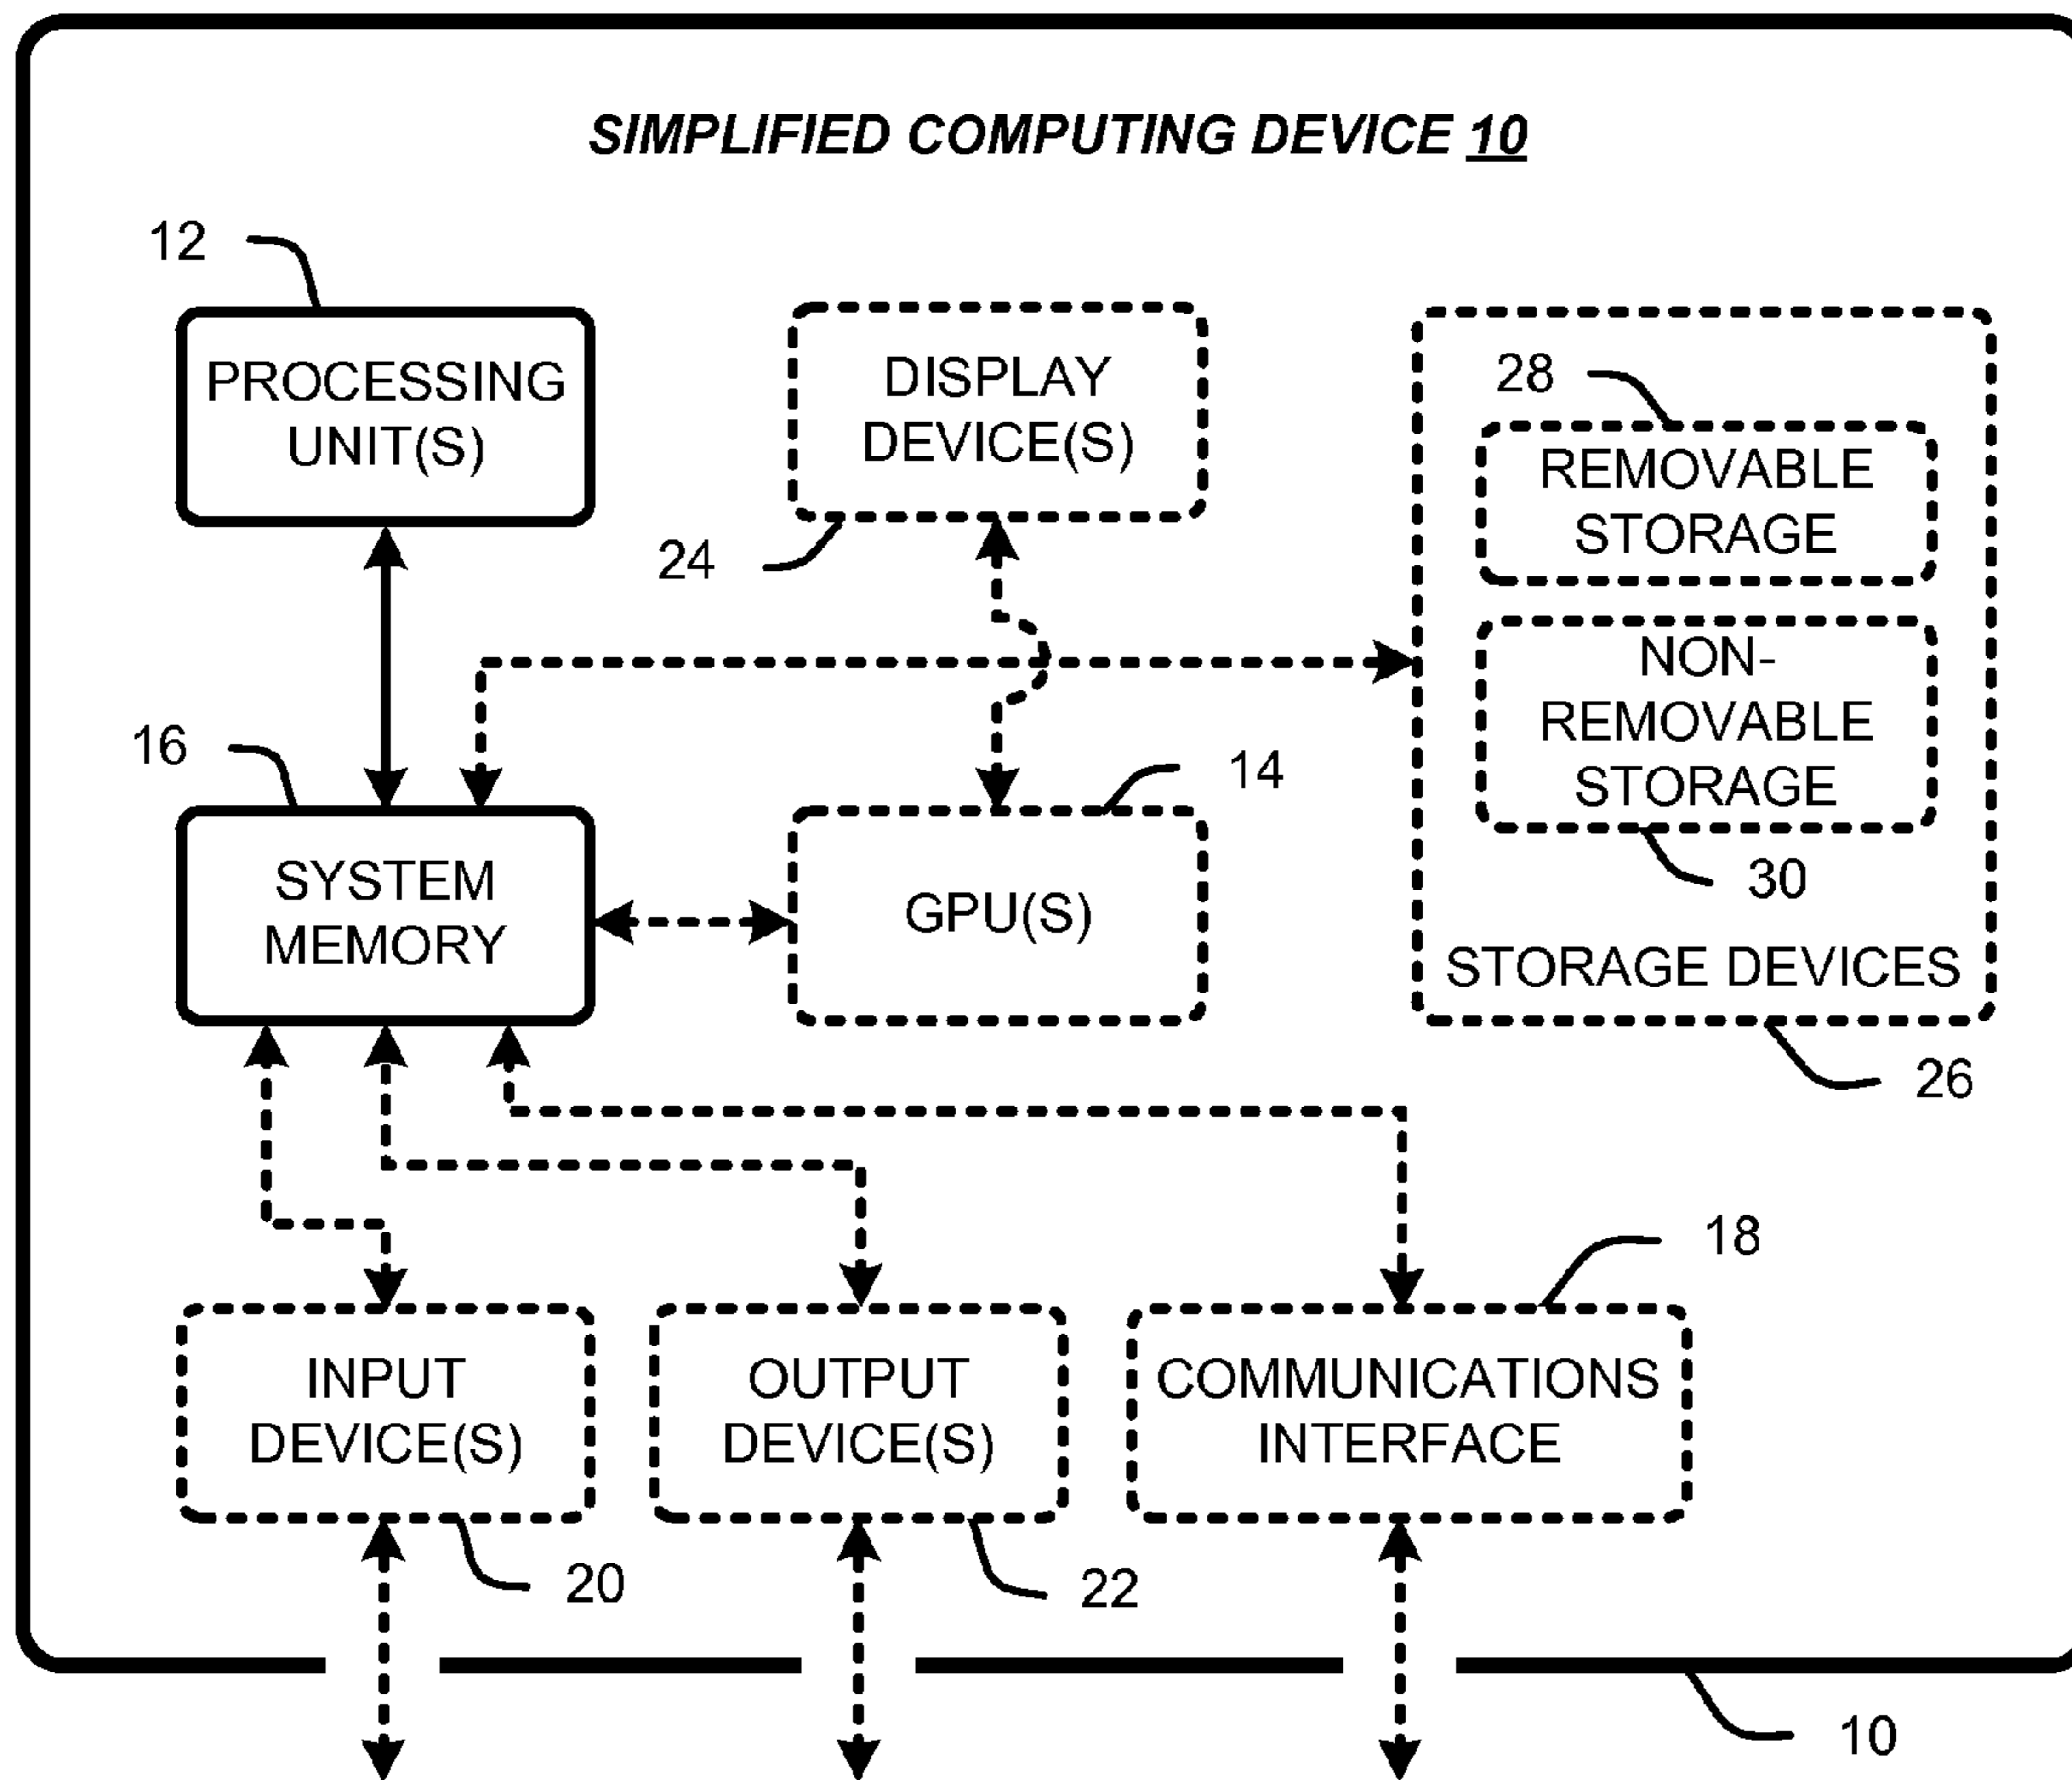 SIMPLIFIED COMPUTING DEVICE 10
12
PROCESSING
UNIT(S)
DISPLAY
DEVICE(S)
24
28
REMOVABLE
STORAGE
NON-
REMOVABLE
STORAGE
30
STORAGE DEVICES
26
16
SYSTEM
MEMORY
14
GPU(S)
18
INPUT
DEVICE(S)
20
OUTPUT
DEVICE(S)
22
COMMUNICATIONS
INTERFACE
10